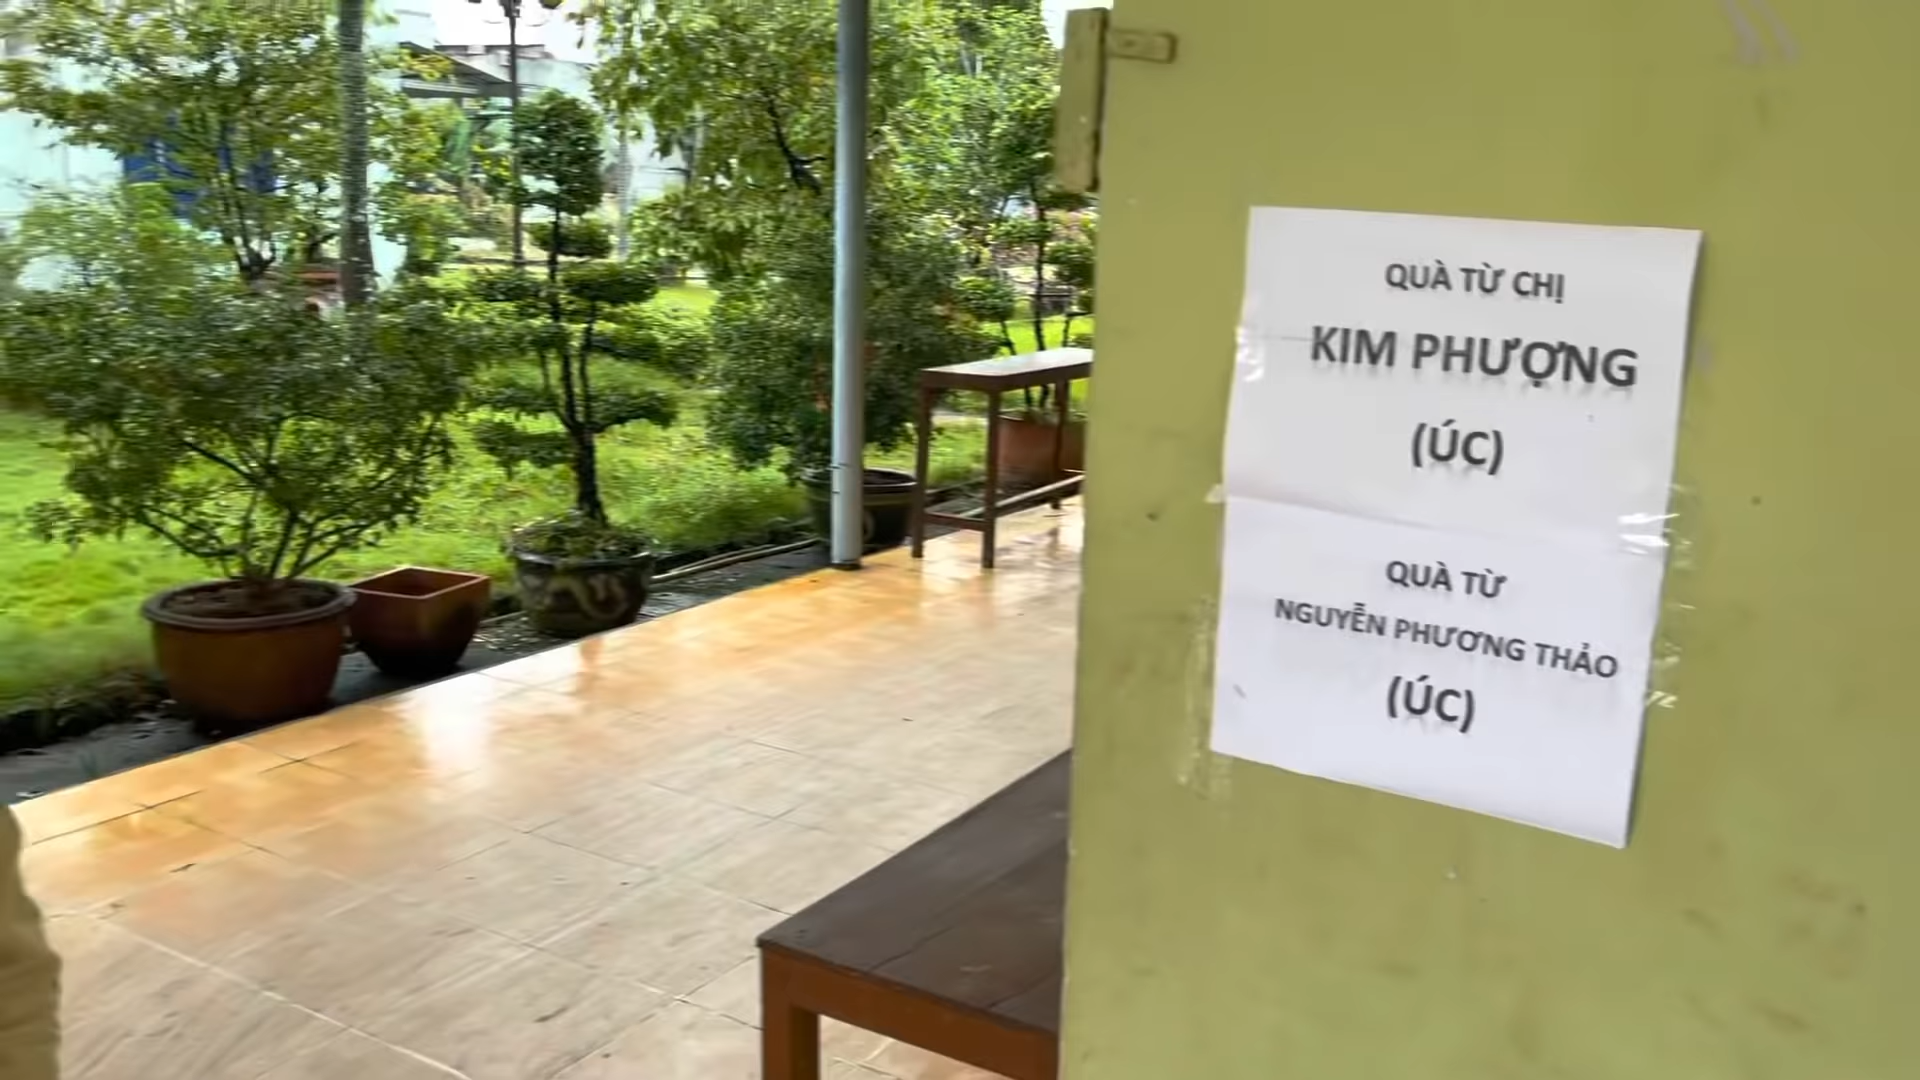 QUÀ TỪ CHỊ
KIM PHƯỢNG
(ÚC)
QUÀ TỪ
NGUYỄN PHƯƠNG THẢO
(ÚC)